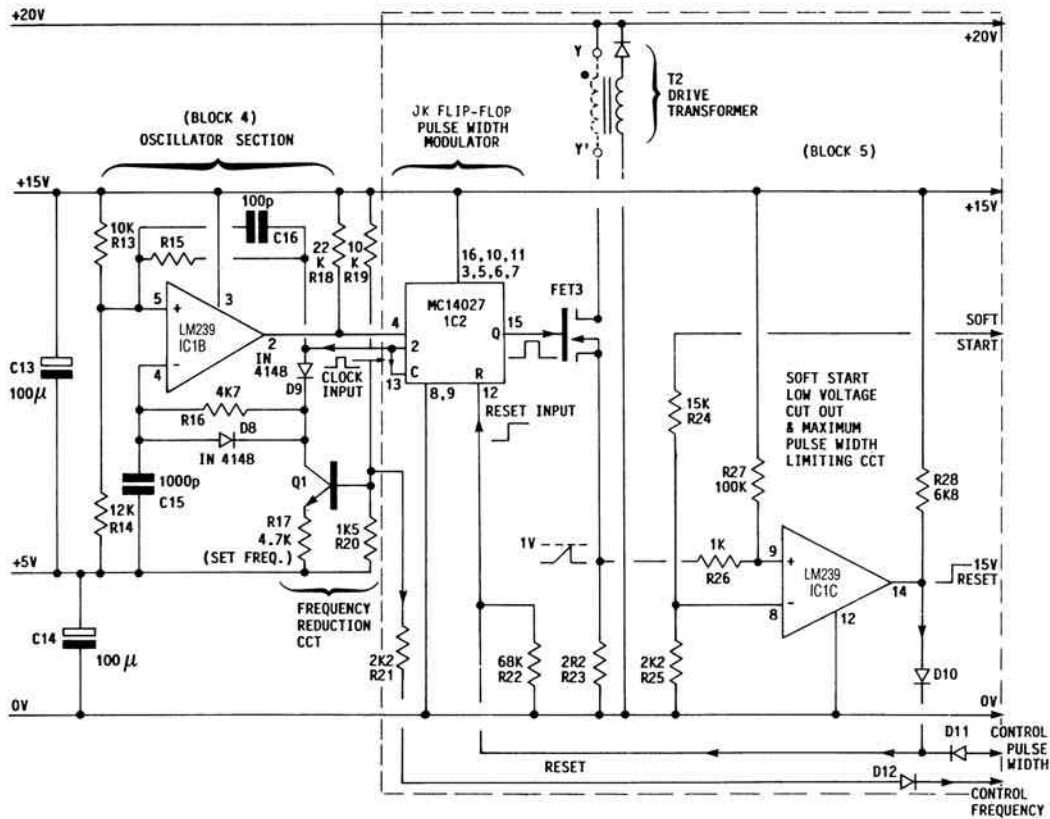 +20V
+20V
Y
T2
DRIVE
TRANSFORMER
Y'
(BLOCK 4)
OSCILLATOR SECTION
JK FLIP-FLOP
PULSE WIDTH
MODULATOR
(BLOCK 5)
+15V
+15V
100p
C16
10K
R13
R15
22
K
R18
10
K
R19
16,10,11
3,5,6,7
FET3
5
+
3
LM239
IC1B
2
4
-
MC14027
1C2
4
2
C
13
Q
15
R
12
8,9
SOFT
START
C13
100µ
IN
4148
D9
CLOCK
INPUT
4K7
R16
D8
IN 4148
RESET INPUT
15K
R24
SOFT START
LOW VOLTAGE
CUT OUT
& MAXIMUM
PULSE WIDTH
LIMITING CCT
1000p
C15
Q1
R27
100K
R28
6K8
12K
R14
R17
4.7K
(SET FREQ.)
1K5
R20
1V
1K
R26
9
+
LM239
IC1C
14
8
-
12
15V
RESET
+5V
FREQUENCY
REDUCTION
CCT
C14
100 µ
2K2
R21
68K
R22
2R2
R23
2K2
R25
D10
0V
0V
RESET
D11
CONTROL
PULSE
WIDTH
D12
CONTROL
FREQUENCY